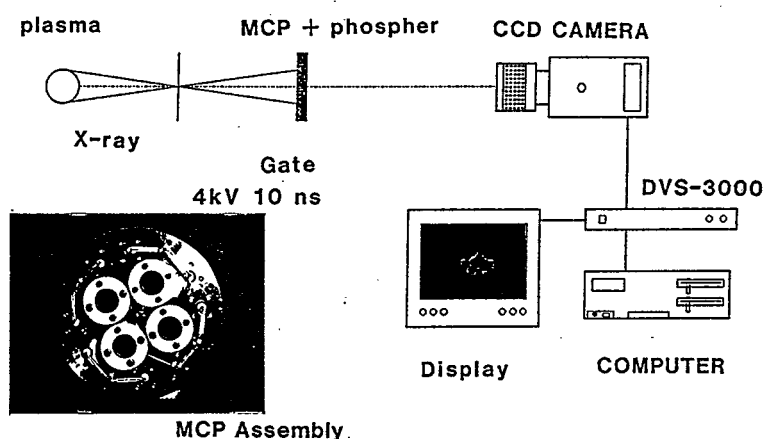 plasma
MCP + phospher
CCD CAMERA
X-ray
Gate
4kV 10 ns
DVS-3000
Display
COMPUTER
MCP Assembly